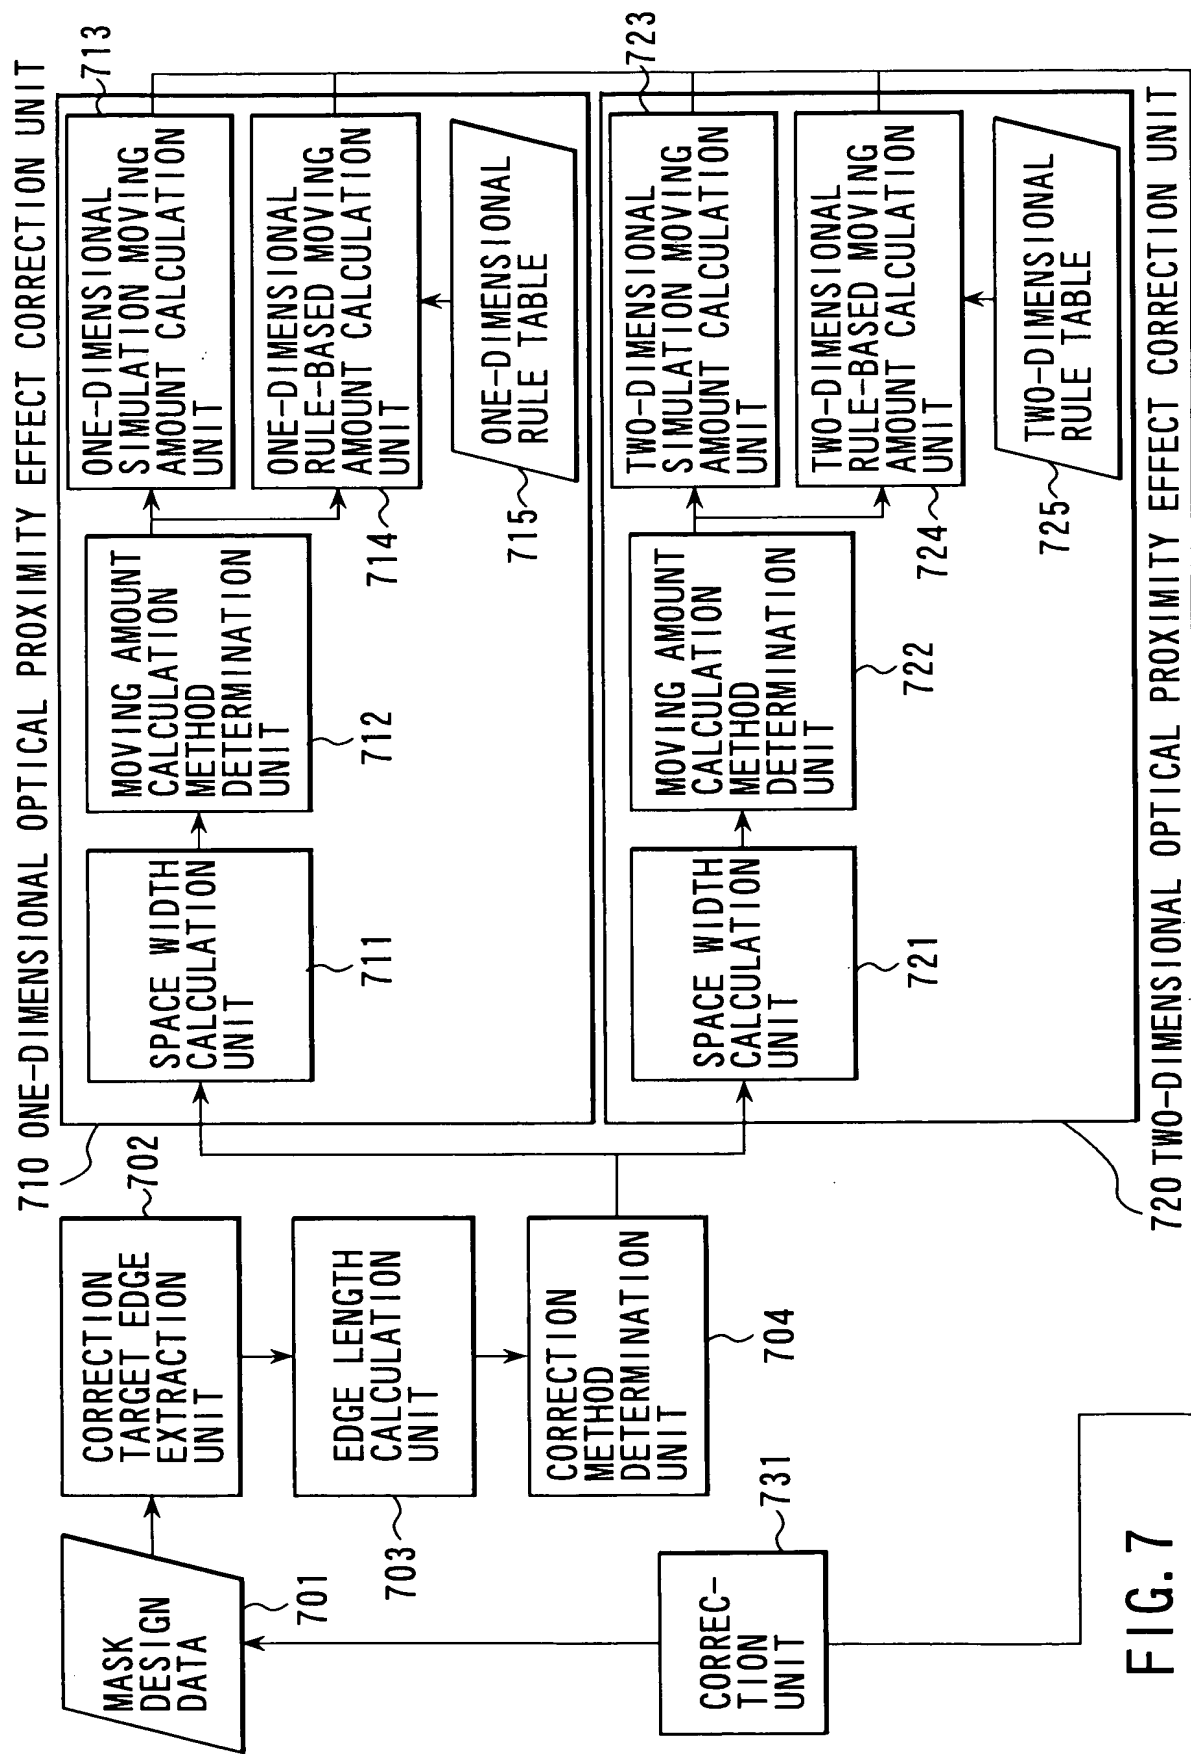 710 ONE-DIMENSIONAL OPTICAL PROXIMITY EFFECT CORRECTION UNIT
MASK
DESIGN
DATA
701
CORRECTION
TARGET EDGE
EXTRACTION
UNIT
702
EDGE LENGTH
CALCULATION
UNIT
703
CORRECTION
METHOD
DETERMINATION
UNIT
704
SPACE WIDTH
CALCULATION
UNIT
711
MOVING AMOUNT
CALCULATION
METHOD
DETERMINATION
UNIT
712
ONE-DIMENSIONAL
SIMULATION MOVING
AMOUNT CALCULATION
UNIT
713
ONE-DIMENSIONAL
RULE-BASED MOVING
AMOUNT CALCULATION
UNIT
714
ONE-DIMENSIONAL
RULE TABLE
715
SPACE WIDTH
CALCULATION
UNIT
721
MOVING AMOUNT
CALCULATION
METHOD
DETERMINATION
UNIT
722
TWO-DIMENSIONAL
SIMULATION MOVING
AMOUNT CALCULATION
UNIT
723
TWO-DIMENSIONAL
RULE-BASED MOVING
AMOUNT CALCULATION
UNIT
724
TWO-DIMENSIONAL
RULE TABLE
725
720 TWO-DIMENSIONAL OPTICAL PROXIMITY EFFECT CORRECTION UNIT
CORREC-
TION
UNIT
731
FIG. 7